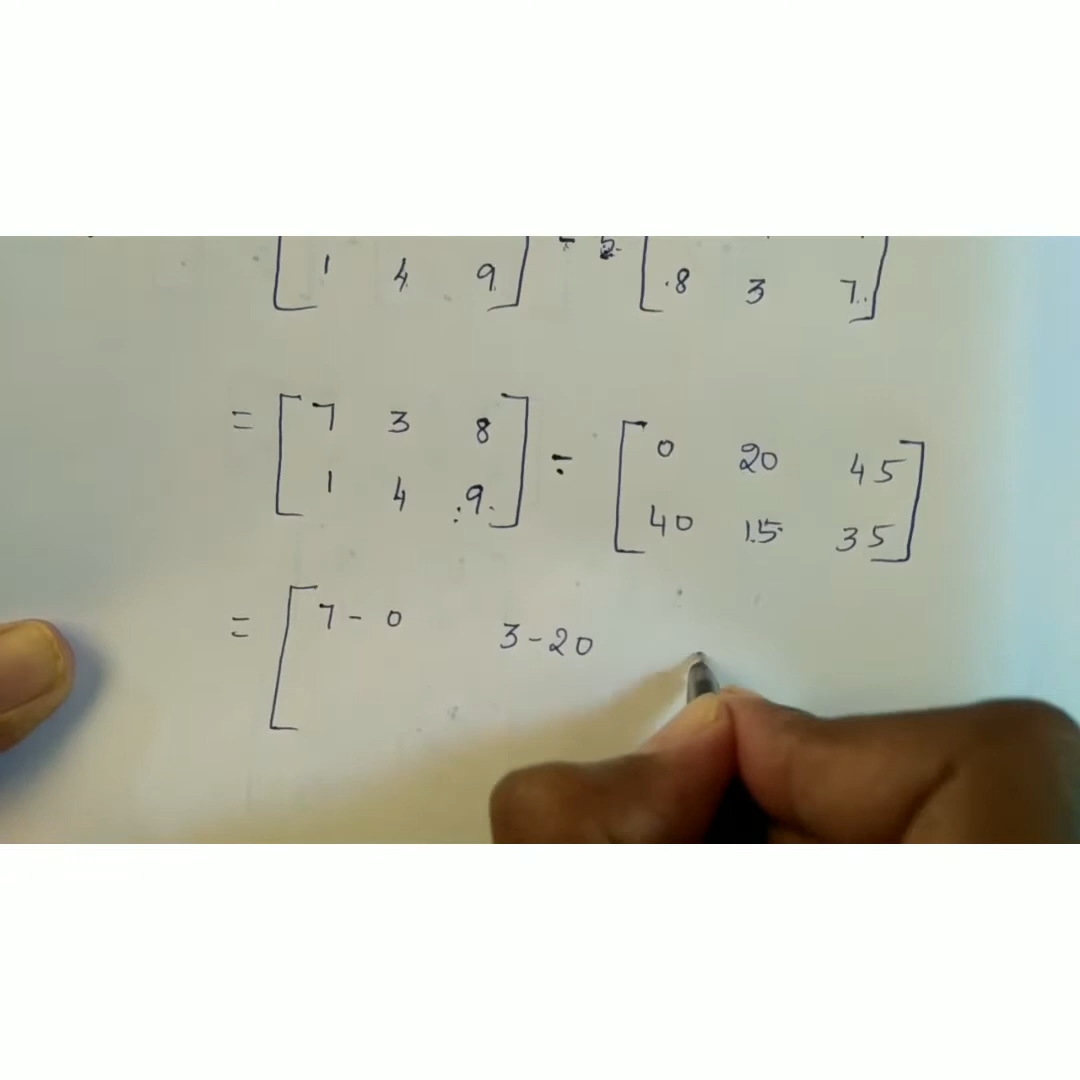 1 4 9 - 5 8 3 7
= [ 7 3 8 ] - [ 0 20 45 ]
1 4 9 40 15 35
= [ 7 - 0 3 - 20